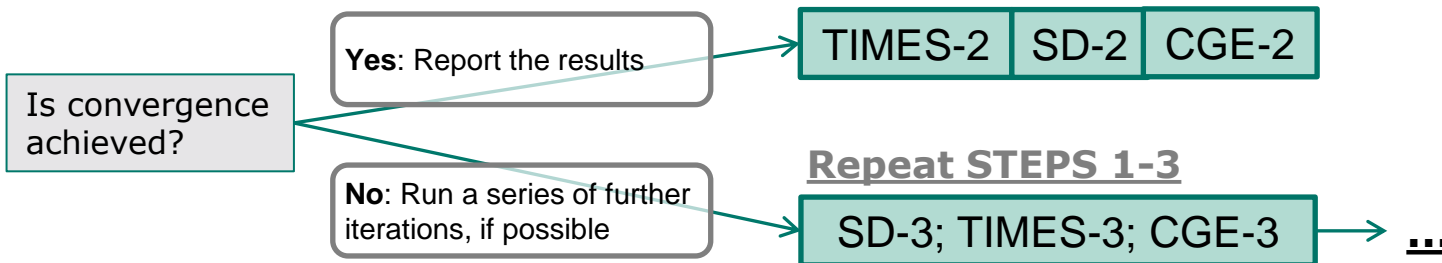 Is convergence
achieved?
Yes: Report the results
TIMES-2 SD-2 CGE-2
No: Run a series of further
iterations, if possible
Repeat STEPS 1-3
SD-3; TIMES-3; CGE-3
...